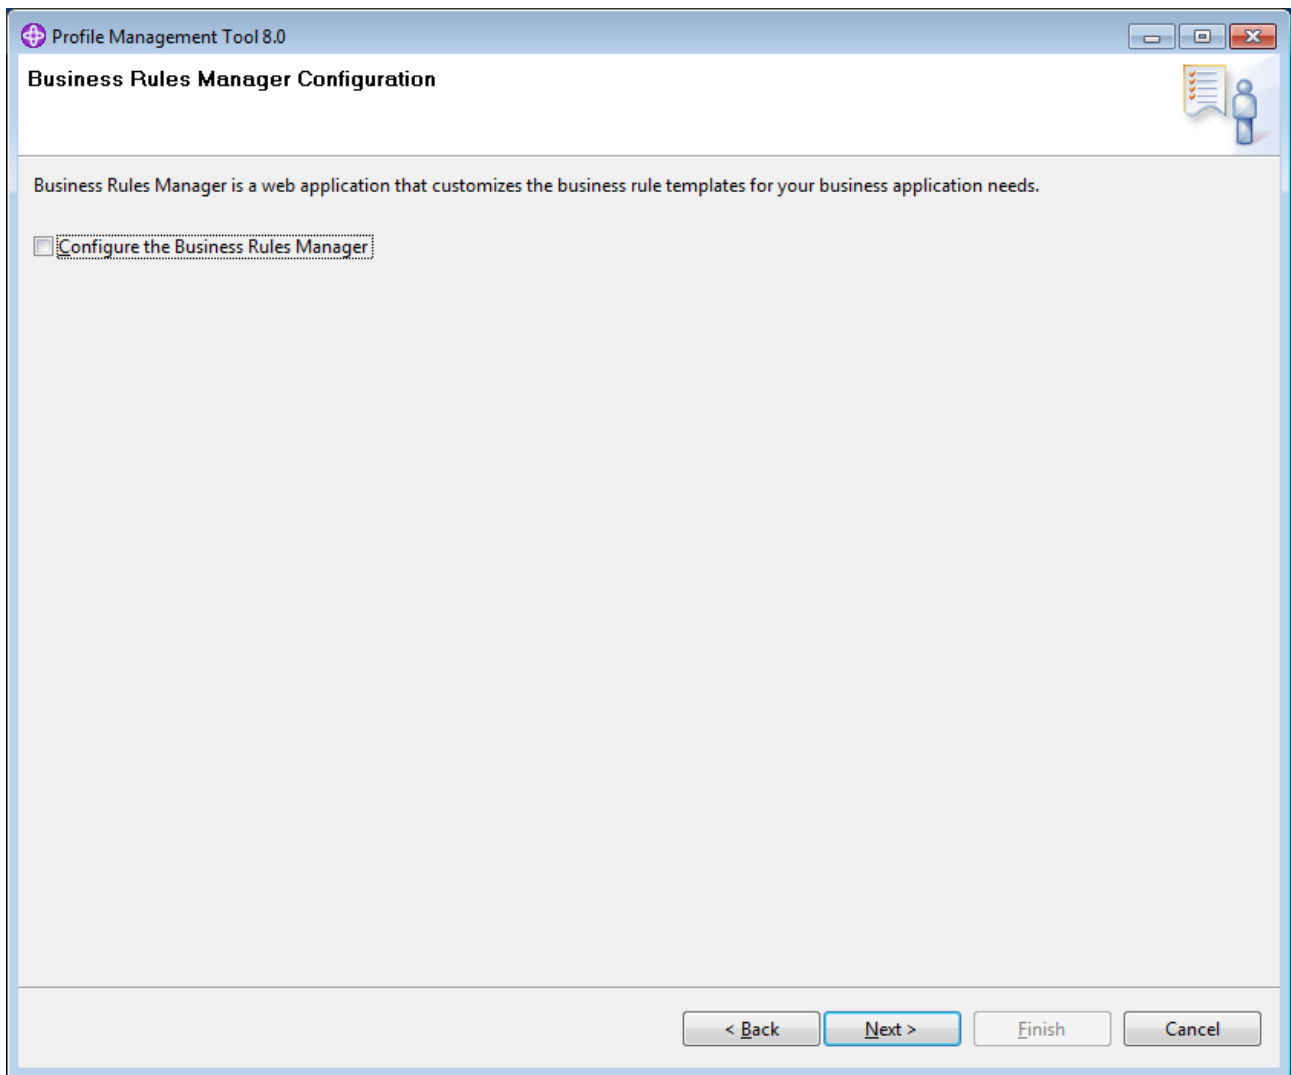 Profile Management Tool 8.0
Business Rules Manager Configuration
Business Rules Manager is a web application that customizes the business rule templates for your business application needs.
Configure the Business Rules Manager
< Back Next > Finish Cancel